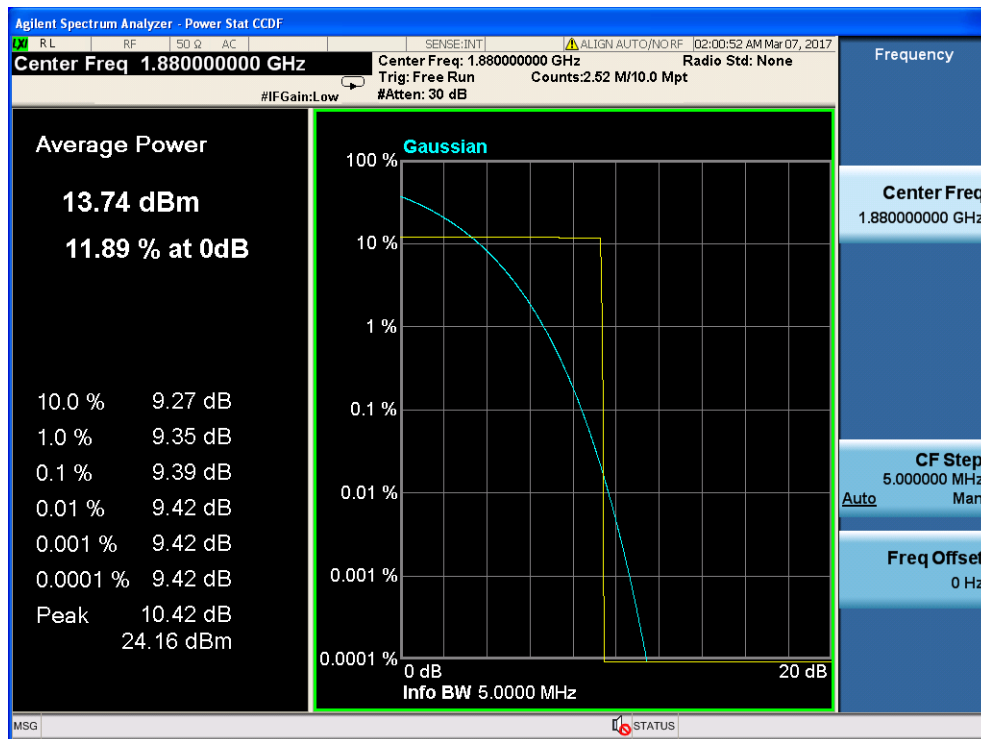 Agilent Spectrum Analyzer - Power Stat CCDF
LXI RL RF 50 Ω AC SENSE:INT ALIGN AUTO/NO RF 02:00:52 AM Mar 07, 2017
Center Freq 1.880000000 GHz
Center Freq: 1.880000000 GHz Radio Std: None
Trig: Free Run Counts:2.52 M/10.0 Mpt
#IFGain:Low #Atten: 30 dB
Frequency
Average Power
13.74 dBm
11.89 % at 0dB
10.0 % 9.27 dB
1.0 % 9.35 dB
0.1 % 9.39 dB
0.01 % 9.42 dB
0.001 % 9.42 dB
0.0001 % 9.42 dB
Peak 10.42 dB
24.16 dBm
Gaussian
100 %
10 %
1 %
0.1 %
0.01 %
0.001 %
0.0001 %
0 dB 20 dB
Info BW 5.0000 MHz
Center Freq
1.880000000 GHz
CF Step
5.000000 MHz
Auto Man
Freq Offset
0 Hz
MSG STATUS